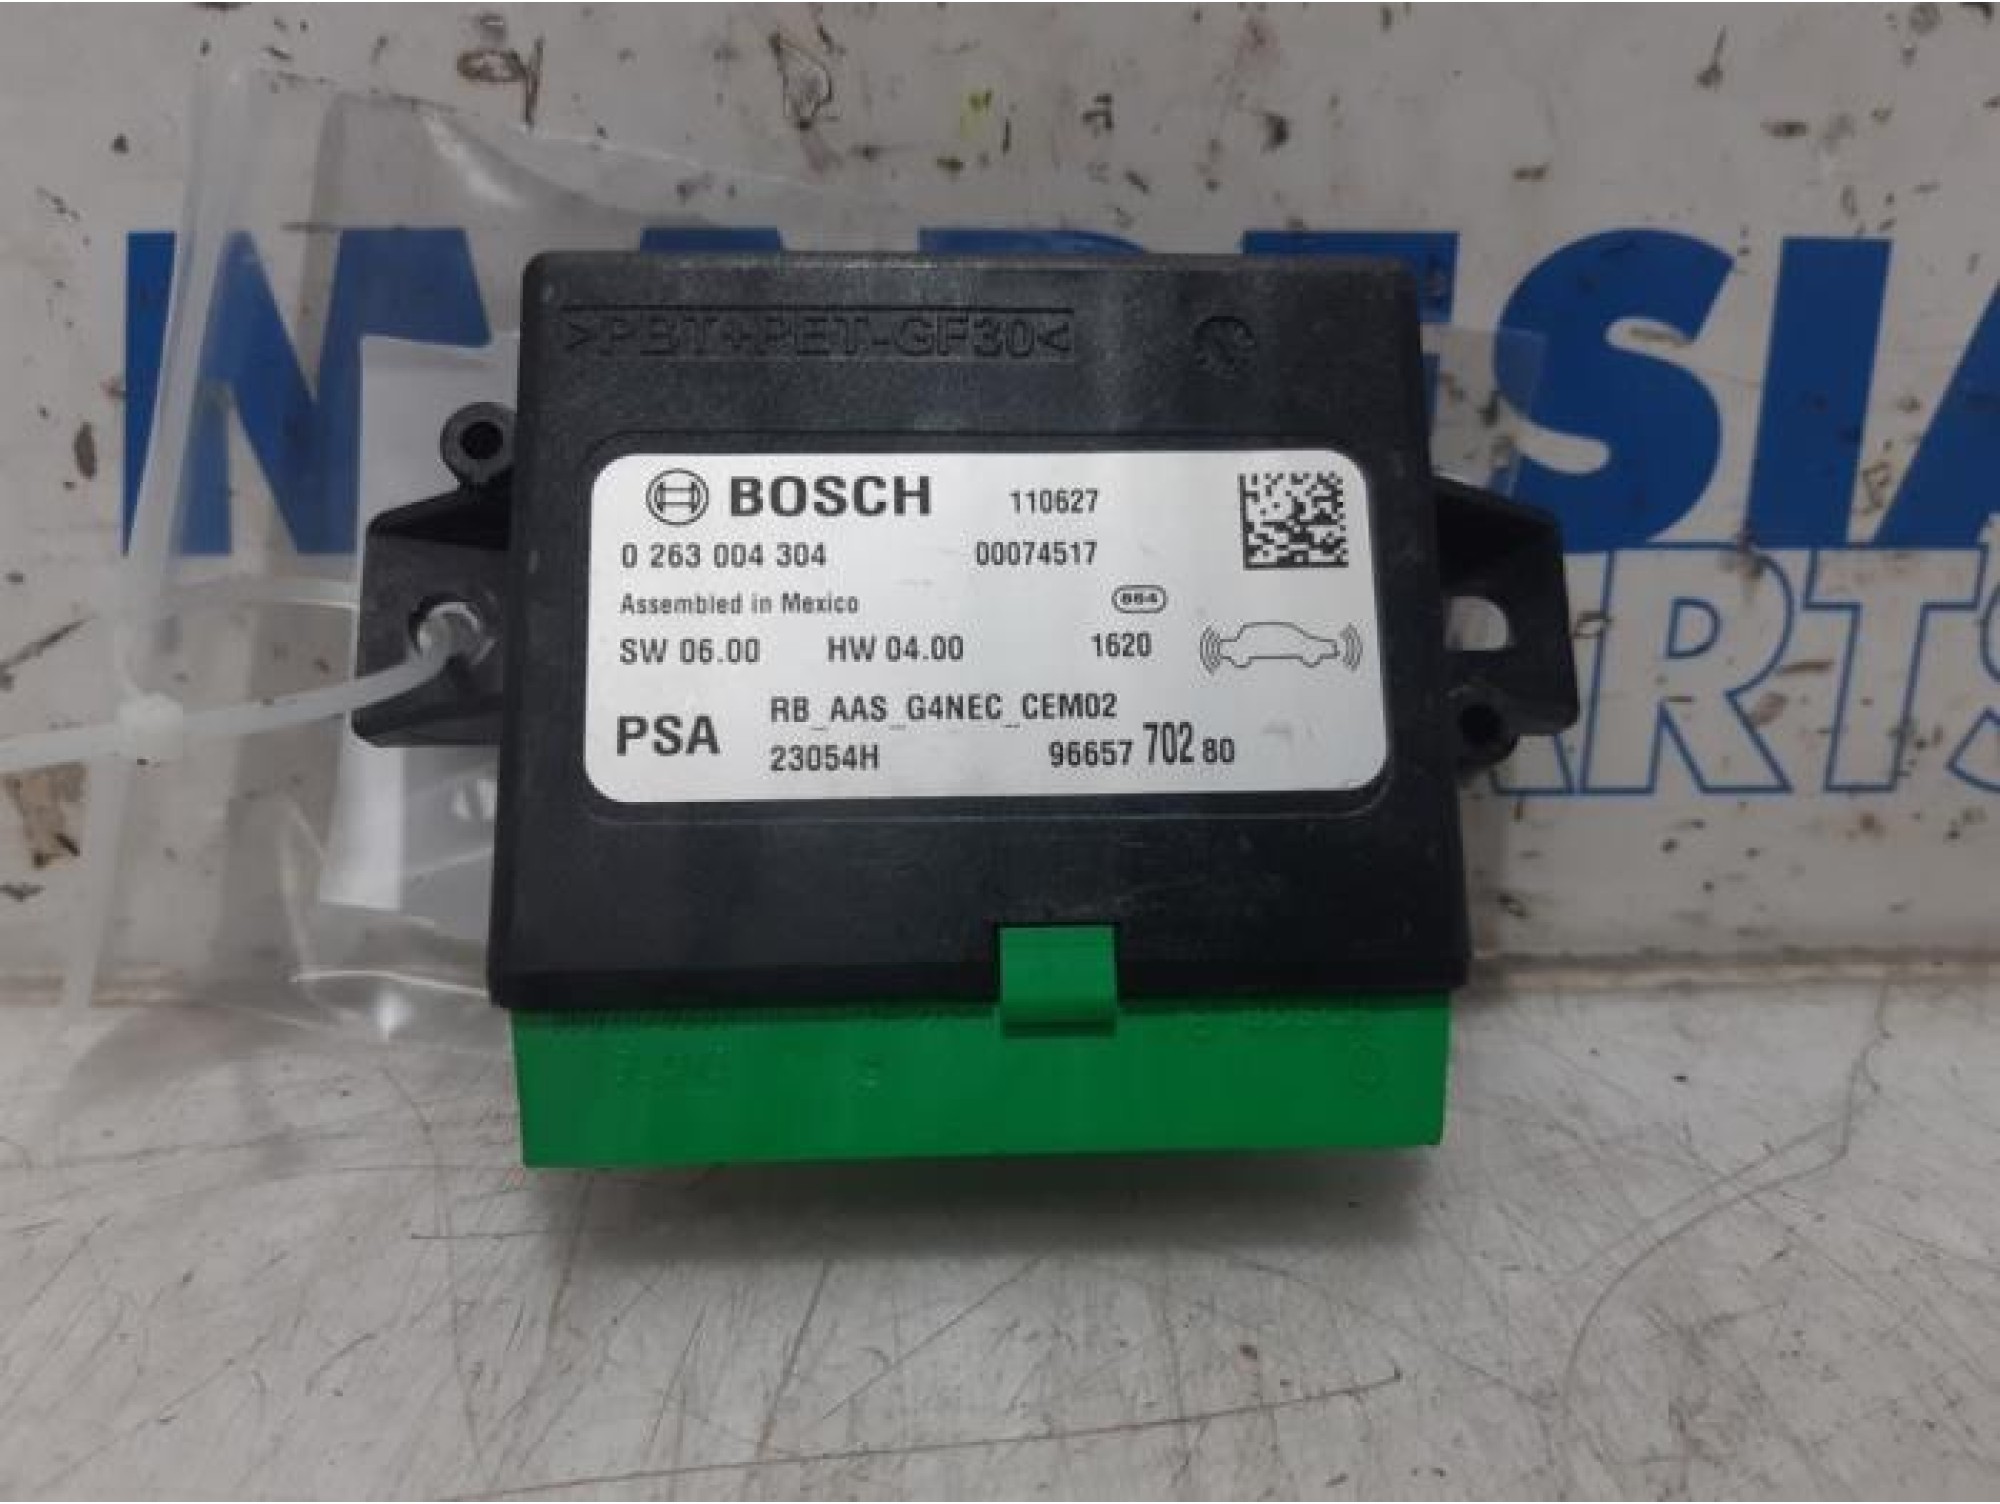 >PBT+PET-GF30<
BOSCH 110627
0 263 004 304 00074517
Assembled in Mexico 664
SW 06.00 HW 04.00 1620
RB_AAS_G4NEC_CEM02
PSA 23054H 96657 702 80